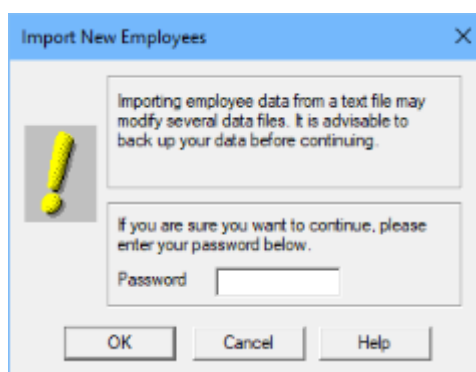 Import New Employees
Importing employee data from a text file may
modify several data files. It is advisable to
back up your data before continuing.
If you are sure you want to continue, please
enter your password below.
Password
OK Cancel Help